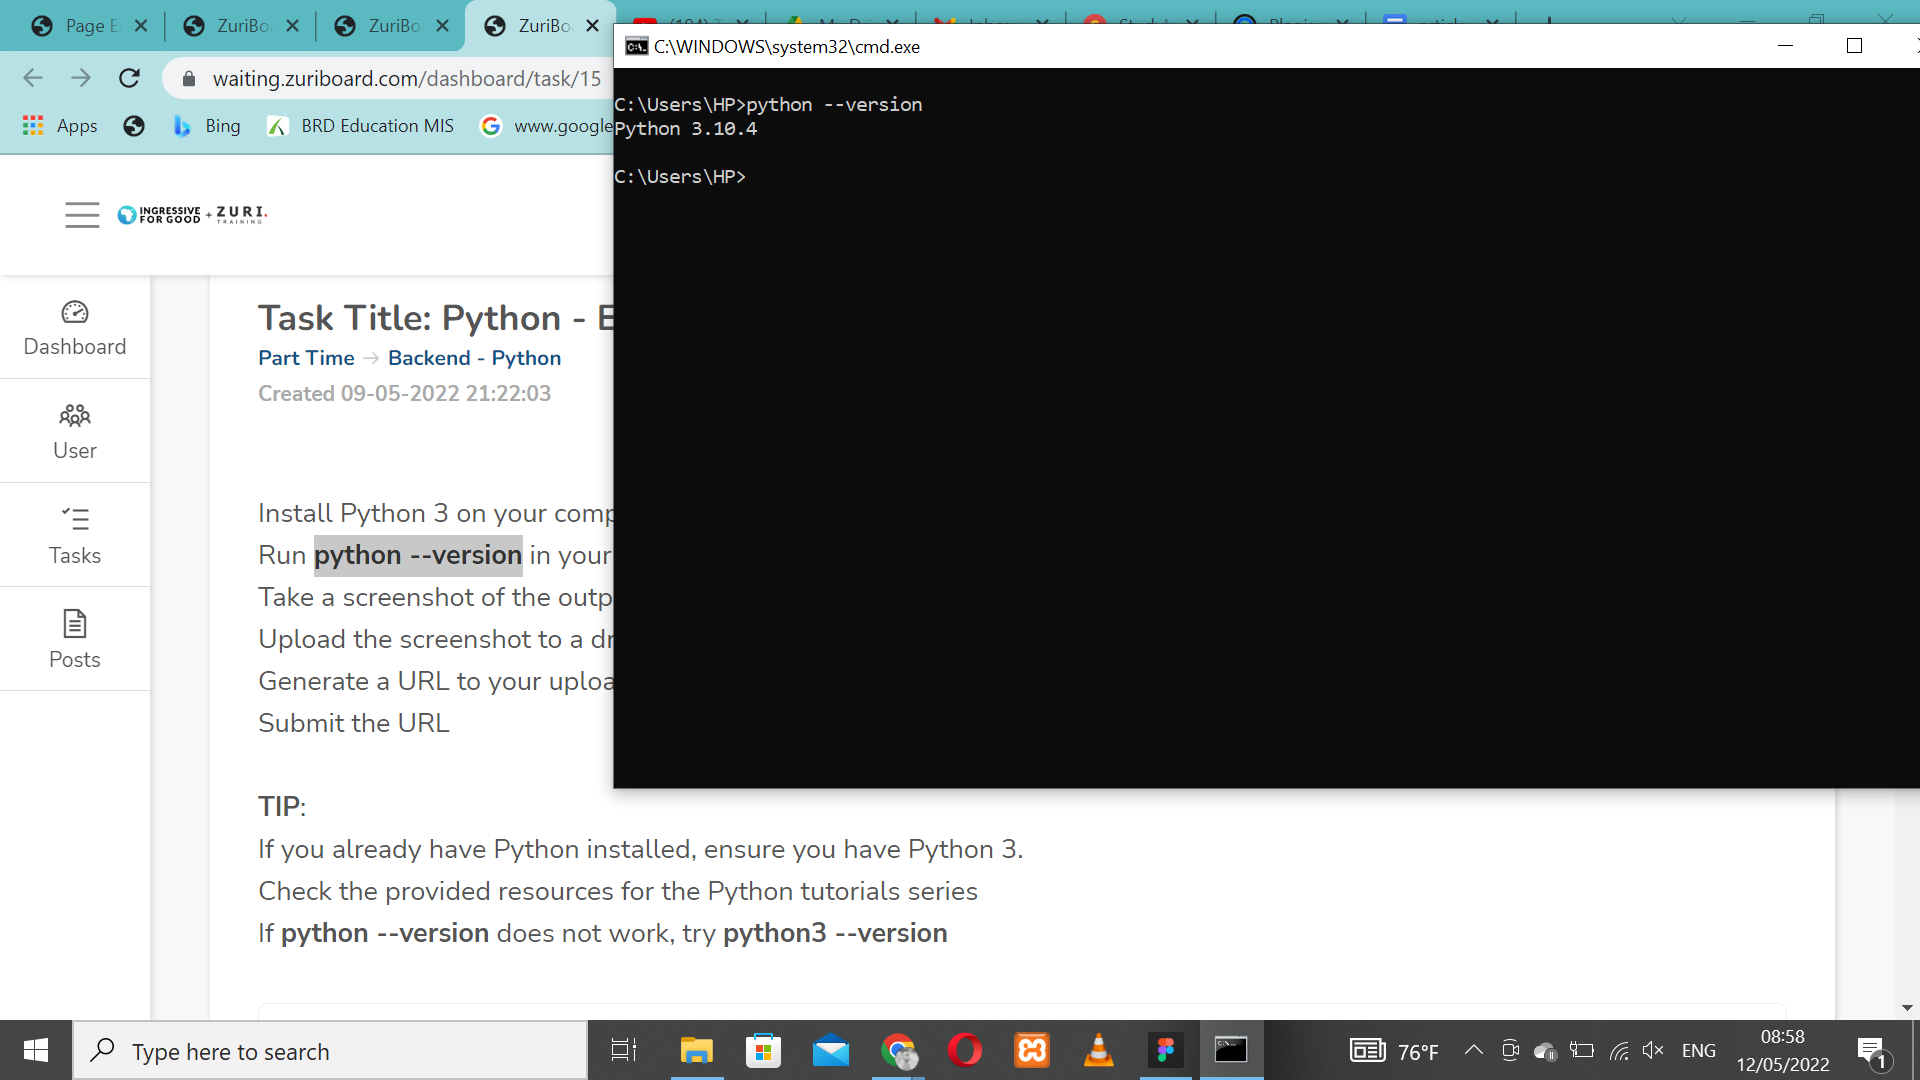 Page E
ZuriBo
ZuriBo
ZuriBo
waiting.zuriboard.com/dashboard/task/15
Apps
Bing
BRD Education MIS
www.google
C:\WINDOWS\system32\cmd.exe
C:\Users\HP>python --version
Python 3.10.4
C:\Users\HP>
INGRESSIVE FOR GOOD + ZURI.
TRAINING
Dashboard
User
Tasks
Posts
Task Title: Python - E
Part Time → Backend - Python
Created 09-05-2022 21:22:03
Install Python 3 on your comp
Run python --version in your
Take a screenshot of the outp
Upload the screenshot to a dr
Generate a URL to your uploa
Submit the URL
TIP:
If you already have Python installed, ensure you have Python 3.
Check the provided resources for the Python tutorials series
If python --version does not work, try python3 --version
Type here to search
76°F
ENG
08:58
12/05/2022
1